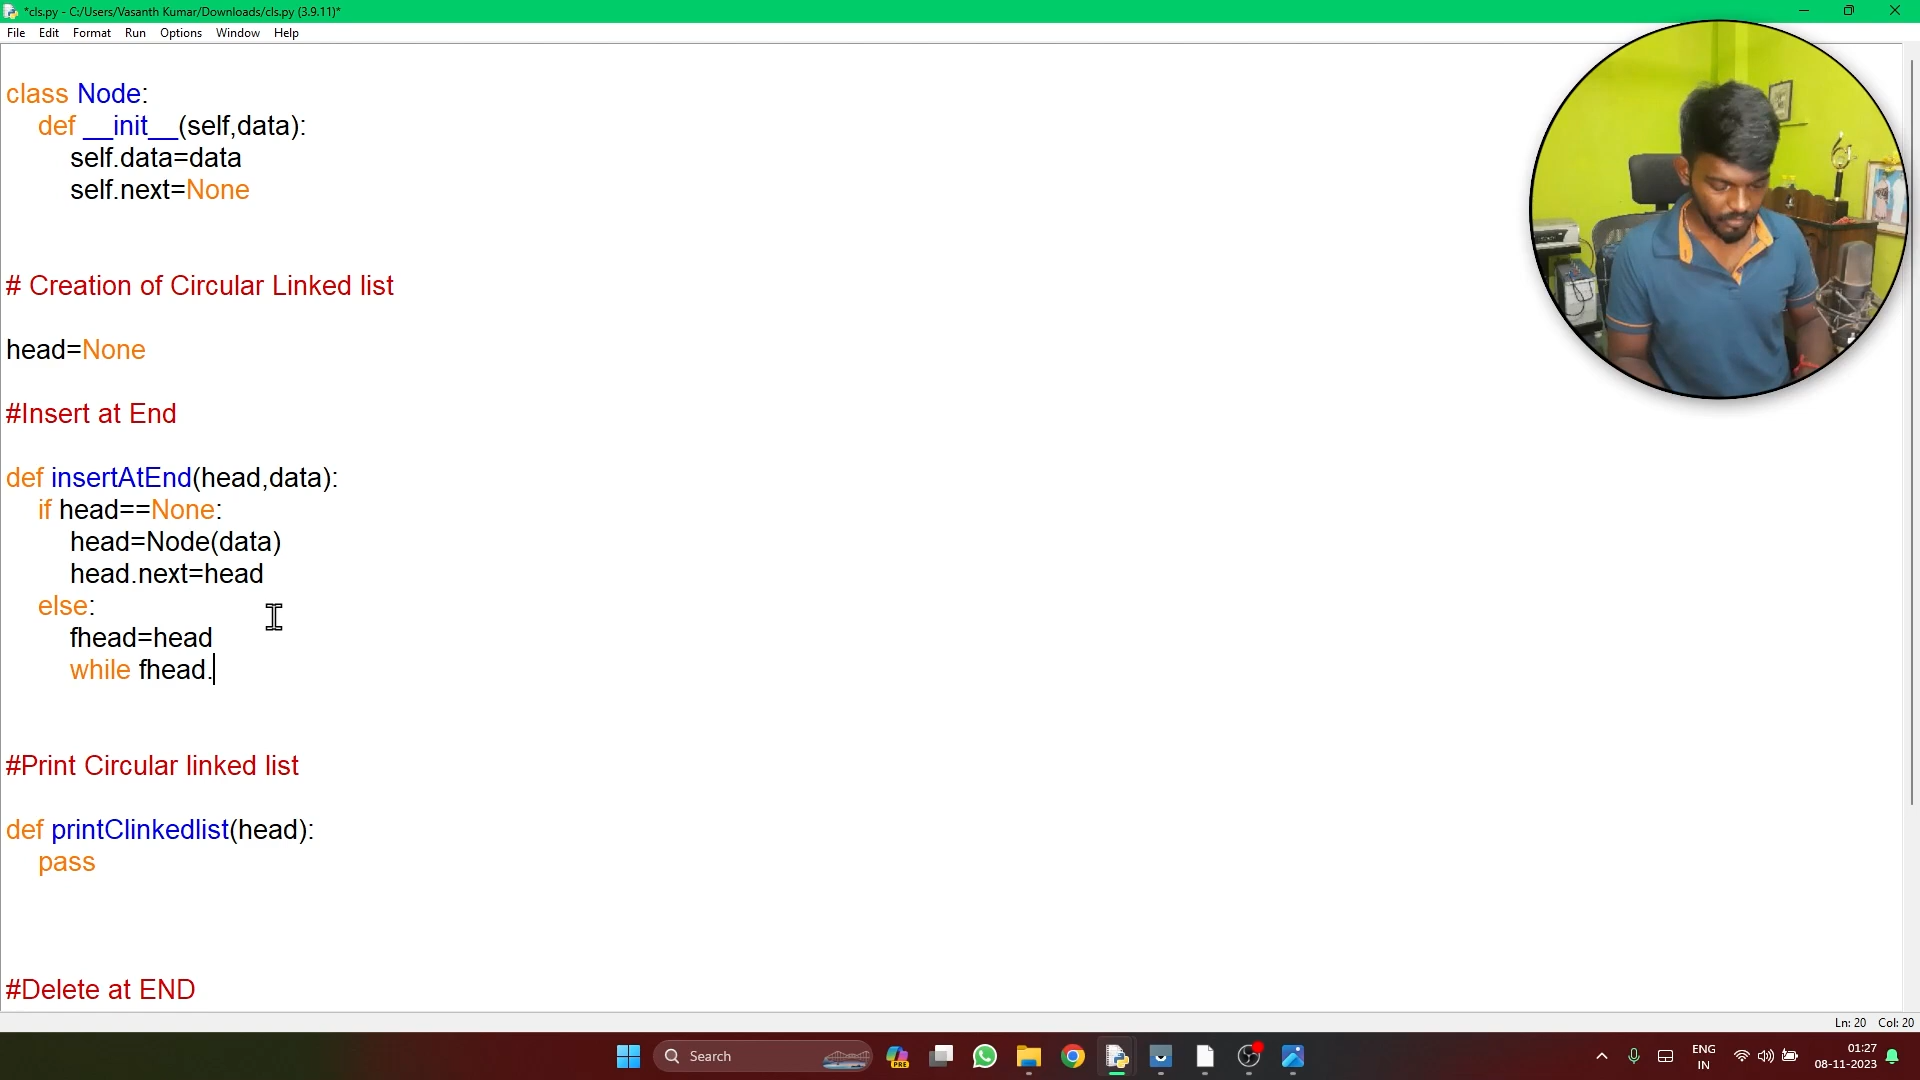 *cls.py - C:/Users/Vasanth Kumar/Downloads/cls.py (3.9.11)*
File Edit Format Run Options Window Help
class Node:
def __init__(self,data):
self.data=data
self.next=None
# Creation of Circular Linked list
head=None
#Insert at End
def insertAtEnd(head,data):
if head==None:
head=Node(data)
head.next=head
else:
fhead=head
while fhead.
#Print Circular linked list
def printClinkedlist(head):
pass
#Delete at END
Ln: 20 Col: 20
Search
PRE
ENG
IN
01:27
08-11-2023